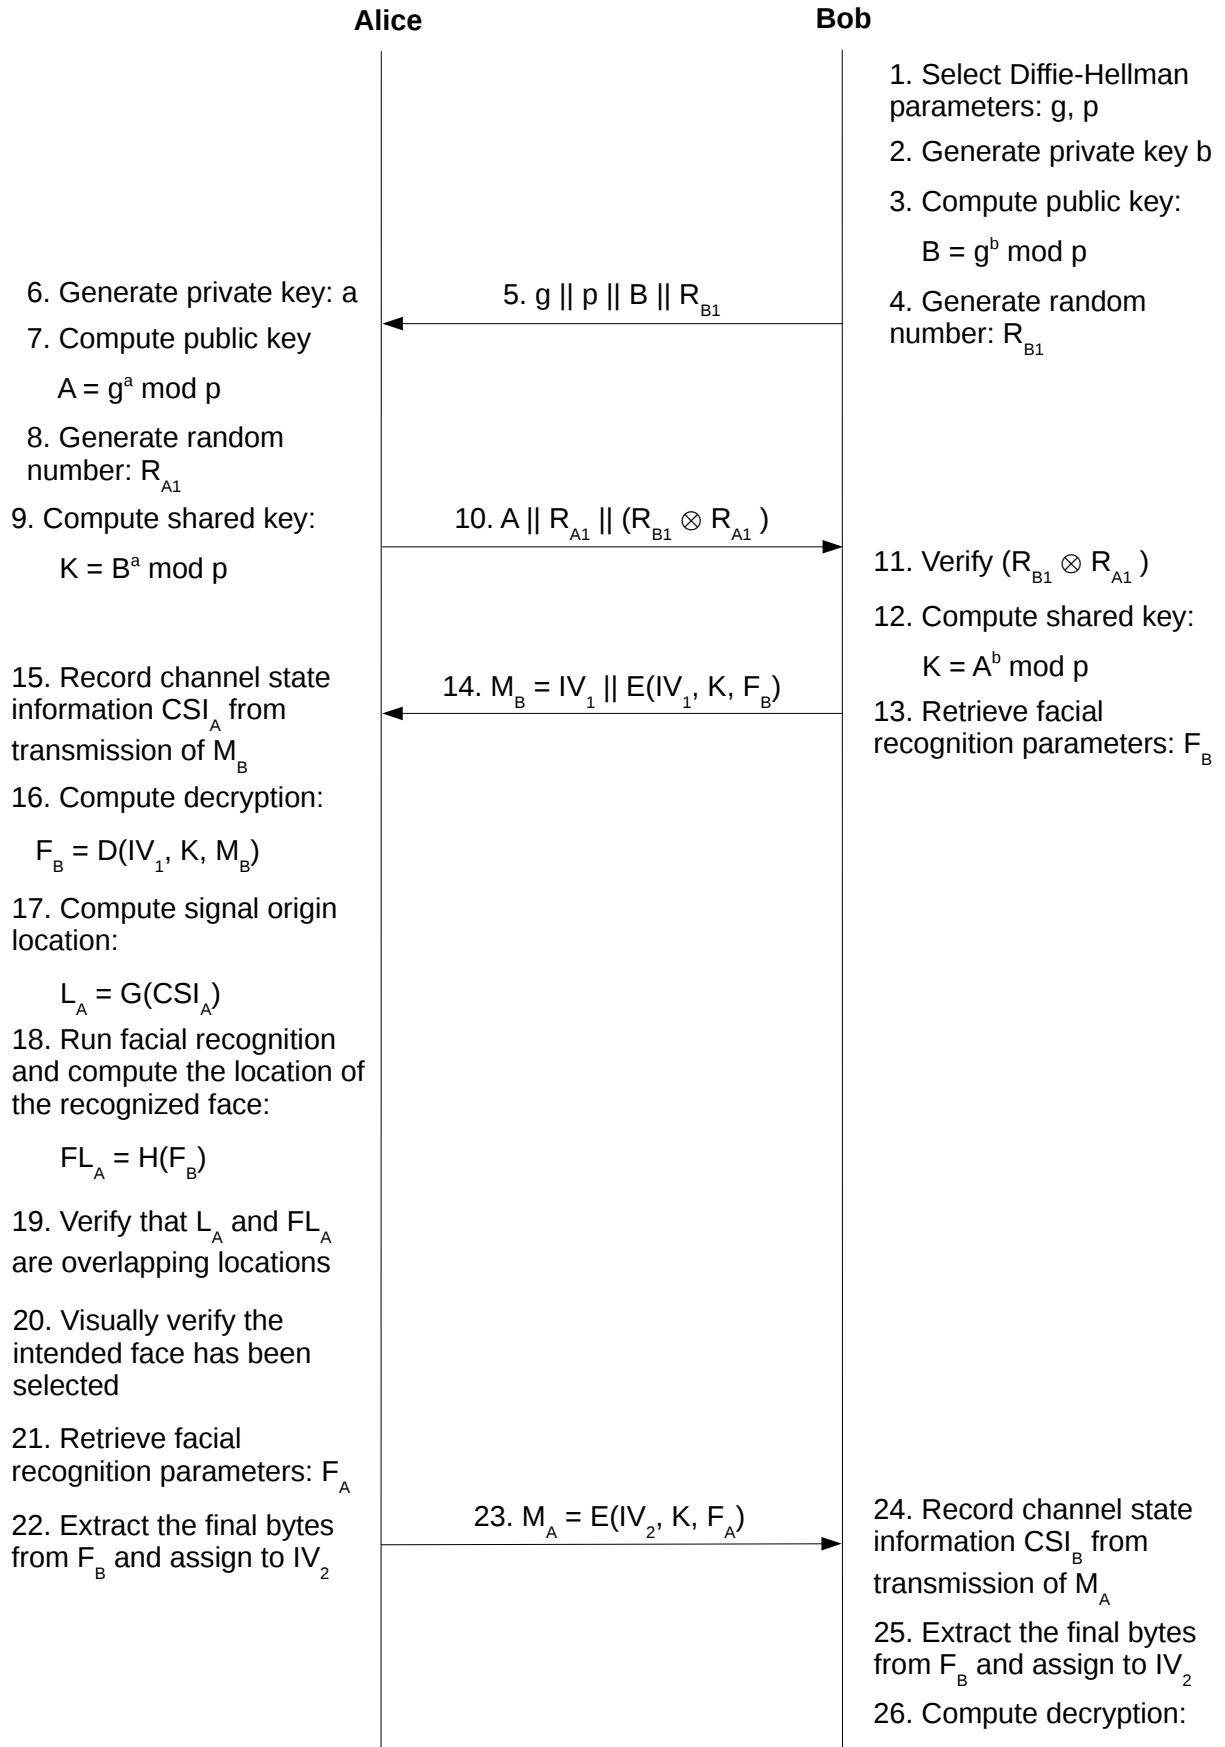 Alice
Bob
1. Select Diffie-Hellman
parameters: g, p
2. Generate private key b
3. Compute public key:
B = g^b mod p
4. Generate random
number: R_B1
5. g || p || B || R_B1
6. Generate private key: a
7. Compute public key
A = g^a mod p
8. Generate random
number: R_A1
9. Compute shared key:
K = B^a mod p
10. A || R_A1 || (R_B1 ⊗ R_A1 )
11. Verify (R_B1 ⊗ R_A1 )
12. Compute shared key:
K = A^b mod p
13. Retrieve facial
recognition parameters: F_B
14. M_B = IV_1 || E(IV_1, K, F_B)
15. Record channel state
information CSI_A from
transmission of M_B
16. Compute decryption:
F_B = D(IV_1, K, M_B)
17. Compute signal origin
location:
L_A = G(CSI_A)
18. Run facial recognition
and compute the location of
the recognized face:
FL_A = H(F_B)
19. Verify that L_A and FL_A
are overlapping locations
20. Visually verify the
intended face has been
selected
21. Retrieve facial
recognition parameters: F_A
22. Extract the final bytes
from F_B and assign to IV_2
23. M_A = E(IV_2, K, F_A)
24. Record channel state
information CSI_B from
transmission of M_A
25. Extract the final bytes
from F_B and assign to IV_2
26. Compute decryption: